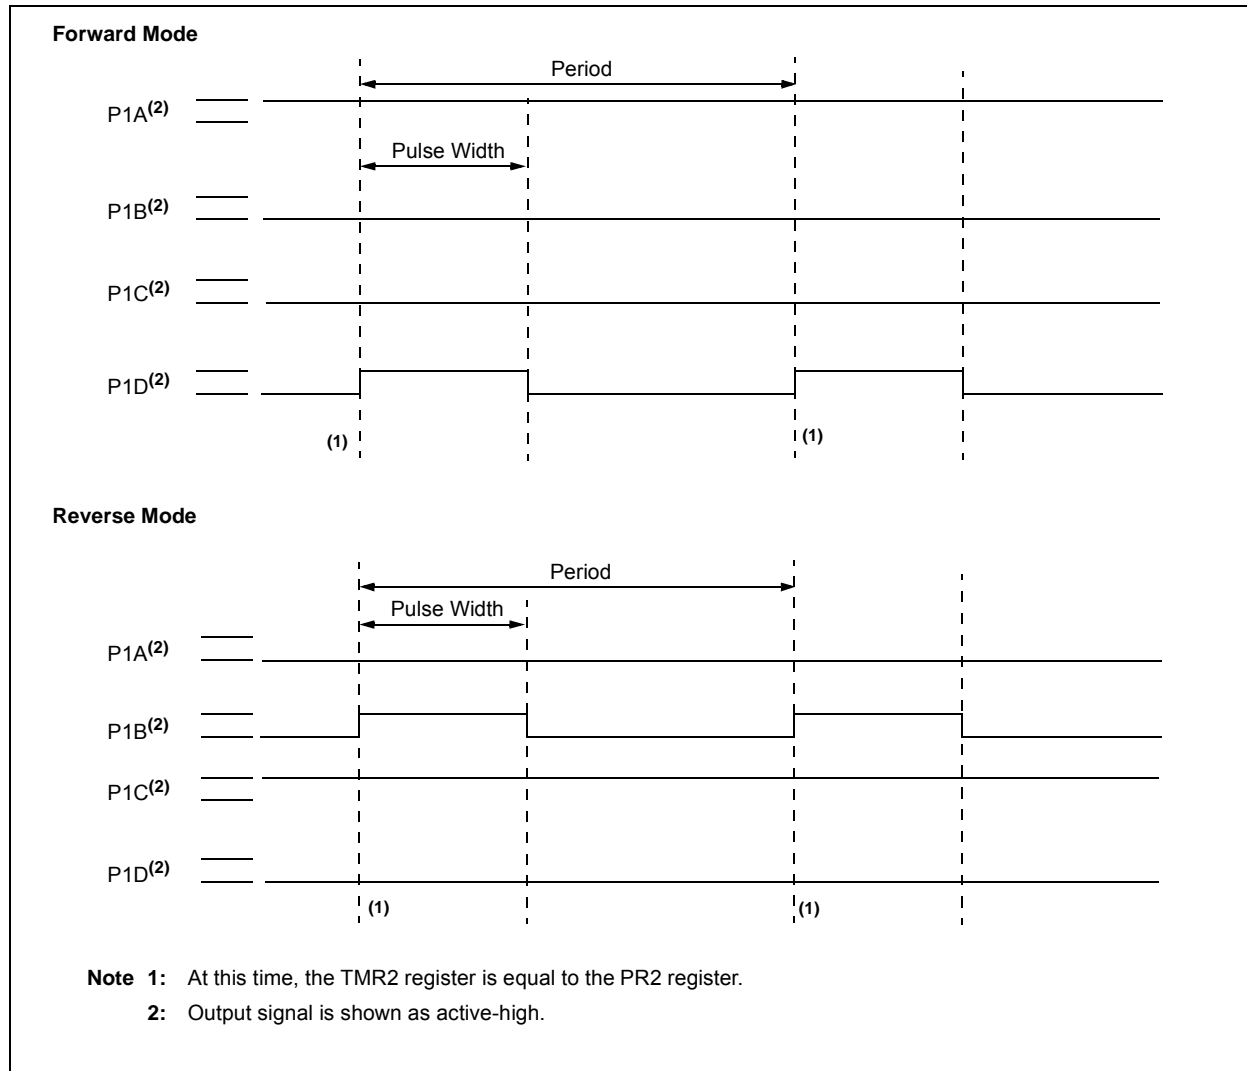 Forward Mode
Period
P1A(2)
Pulse Width
P1B(2)
P1C(2)
P1D(2)
(1)
(1)
Reverse Mode
Period
Pulse Width
P1A(2)
P1B(2)
P1C(2)
P1D(2)
(1)
(1)
Note 1: At this time, the TMR2 register is equal to the PR2 register.
2: Output signal is shown as active-high.